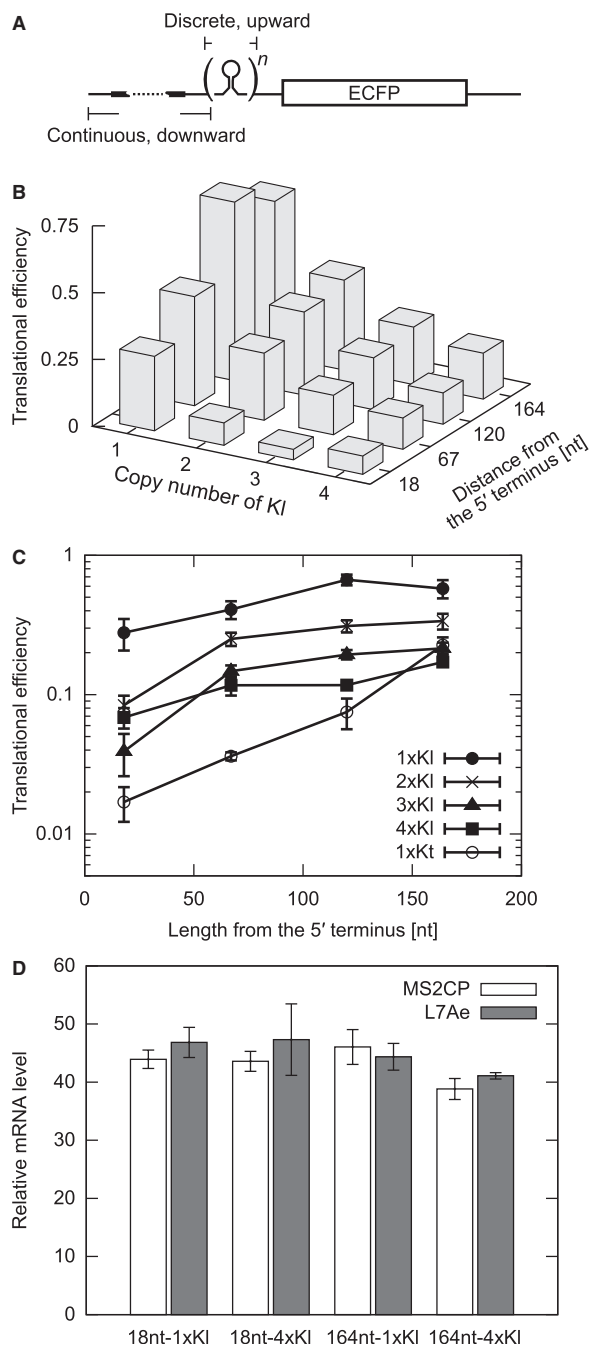 A
Discrete, upward
( )n
ECFP
Continuous, downward
B
Translational efficiency
0.75
0.5
0.25
0
1
2
3
4
Copy number of Kl
18
67
120
164
Distance from
the 5′ terminus [nt]
C
Translational efficiency
1
0.1
0.01
1xKl
2xKl
3xKl
4xKl
1xKt
0 50 100 150 200
Length from the 5′ terminus [nt]
D
Relative mRNA level
60
50
40
30
20
10
0
MS2CP
L7Ae
18nt-1xKl 18nt-4xKl 164nt-1xKl 164nt-4xKl